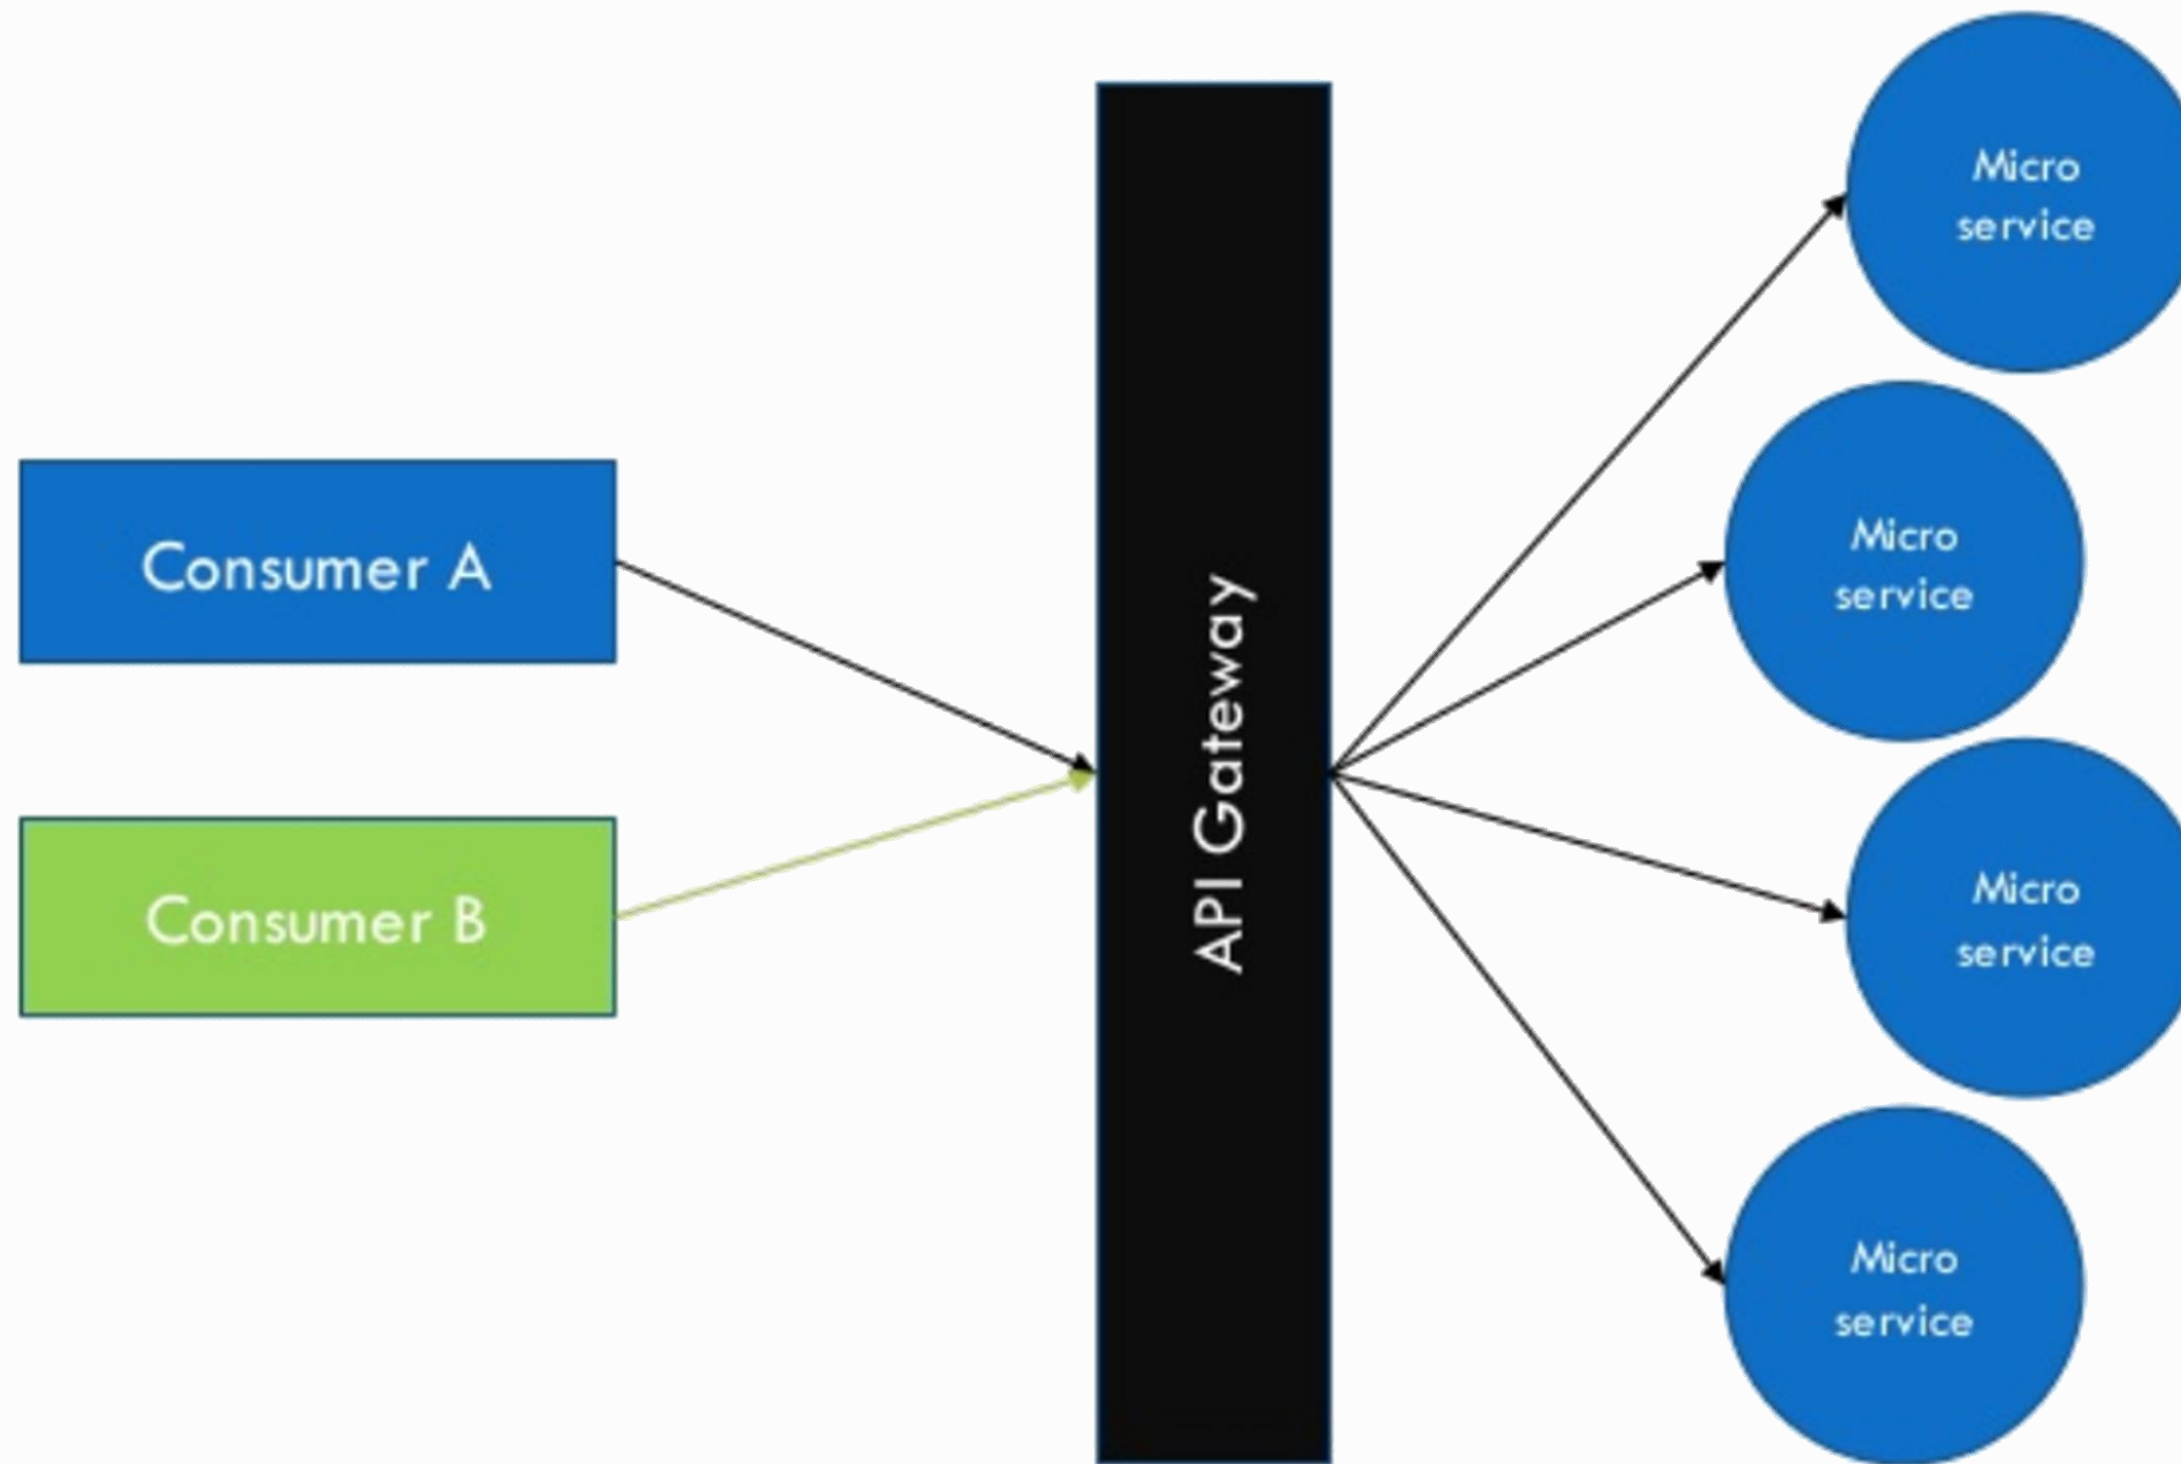 Consumer A
Consumer B
API Gateway
Micro
service
Micro
service
Micro
service
Micro
service